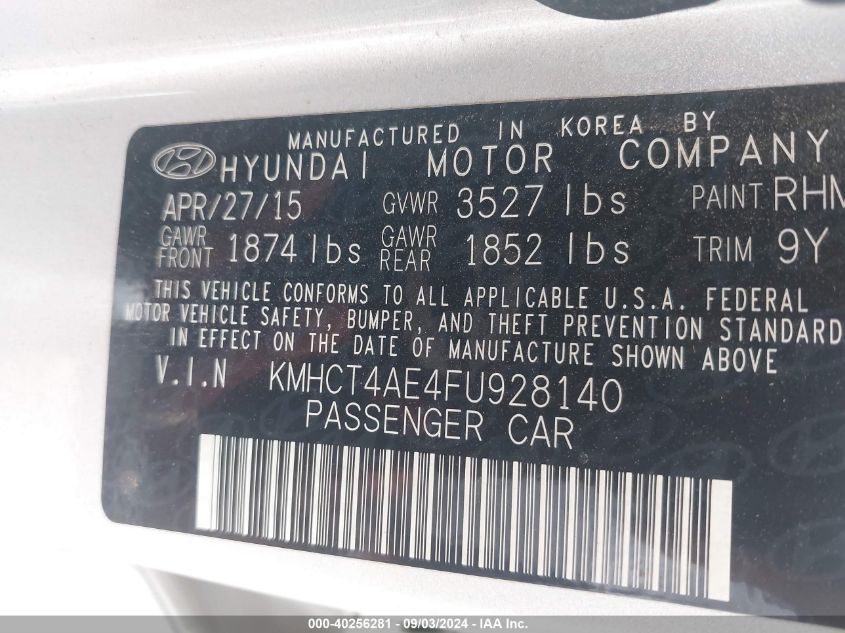 MANUFACTURED IN KOREA BY
HYUNDAI MOTOR COMPANY
APR/27/15 GVWR 3527 lbs PAINT RHM
GAWR FRONT 1874 lbs GAWR REAR 1852 lbs TRIM 9Y
THIS VEHICLE CONFORMS TO ALL APPLICABLE U.S.A. FEDERAL
MOTOR VEHICLE SAFETY, BUMPER, AND THEFT PREVENTION STANDARD
IN EFFECT ON THE DATE OF MANUFACTURE SHOWN ABOVE
V.I.N KMHCT4AE4FU928140
PASSENGER CAR
000-40256281 - 09/03/2024 - IMPACTAUTO.COM